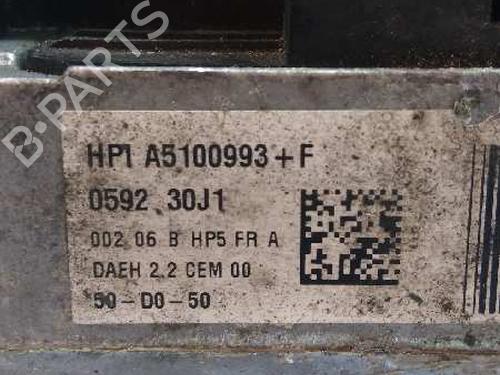 B-PARTS
HP1 A5100993+F
0592 30J1
002 06 B HP5 FR A
DAEH 2.2 CEM 00
50-D0-50